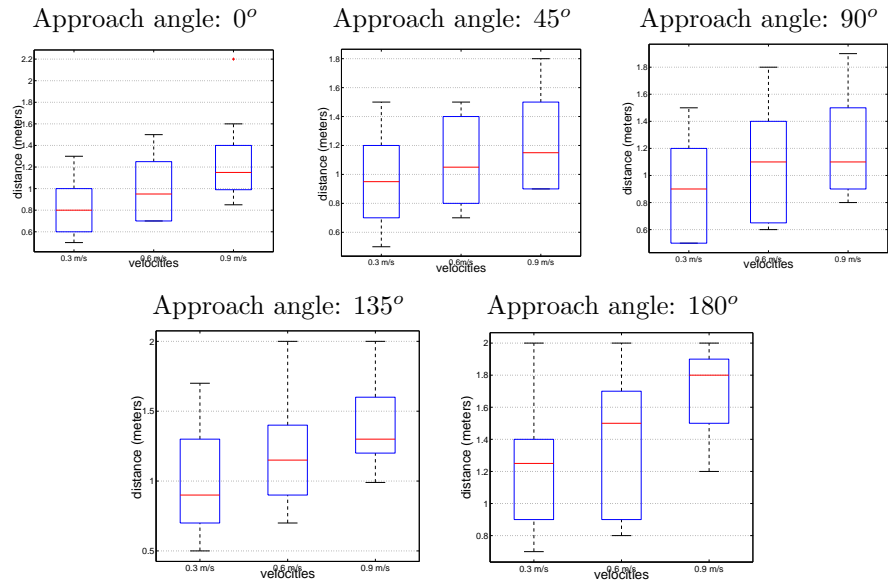 Approach angle: 0ᵒ
2.2
2
1.8
1.6
1.4
1.2
1
0.8
0.6
distance (meters)
0.3 m/s 0.6 m/s 0.9 m/s
velocities
Approach angle: 45ᵒ
1.8
1.6
1.4
1.2
1
0.8
0.6
distance (meters)
0.3 m/s 0.6 m/s 0.9 m/s
velocities
Approach angle: 90ᵒ
1.8
1.6
1.4
1.2
1
0.8
0.6
distance (meters)
0.3 m/s 0.6 m/s 0.9 m/s
velocities
Approach angle: 135ᵒ
2
1.5
1
0.5
distance (meters)
0.3 m/s 0.6 m/s 0.9 m/s
velocities
Approach angle: 180ᵒ
2
1.8
1.6
1.4
1.2
1
0.8
distance (meters)
0.3 m/s 0.6 m/s 0.9 m/s
velocities